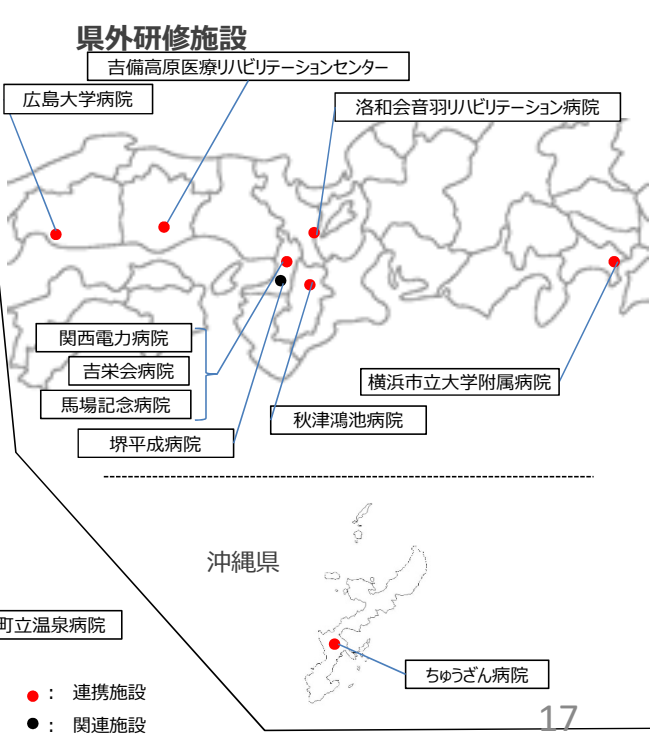 県外研修施設
吉備高原医療リハビリテーションセンター
広島大学病院
洛和会音羽リハビリテーション病院
関西電力病院
吉栄会病院
馬場記念病院
横浜市立大学附属病院
秋津鴻池病院
堺平成病院
沖縄県
町立温泉病院
ちゅうざん病院
● : 連携施設
● : 関連施設
17